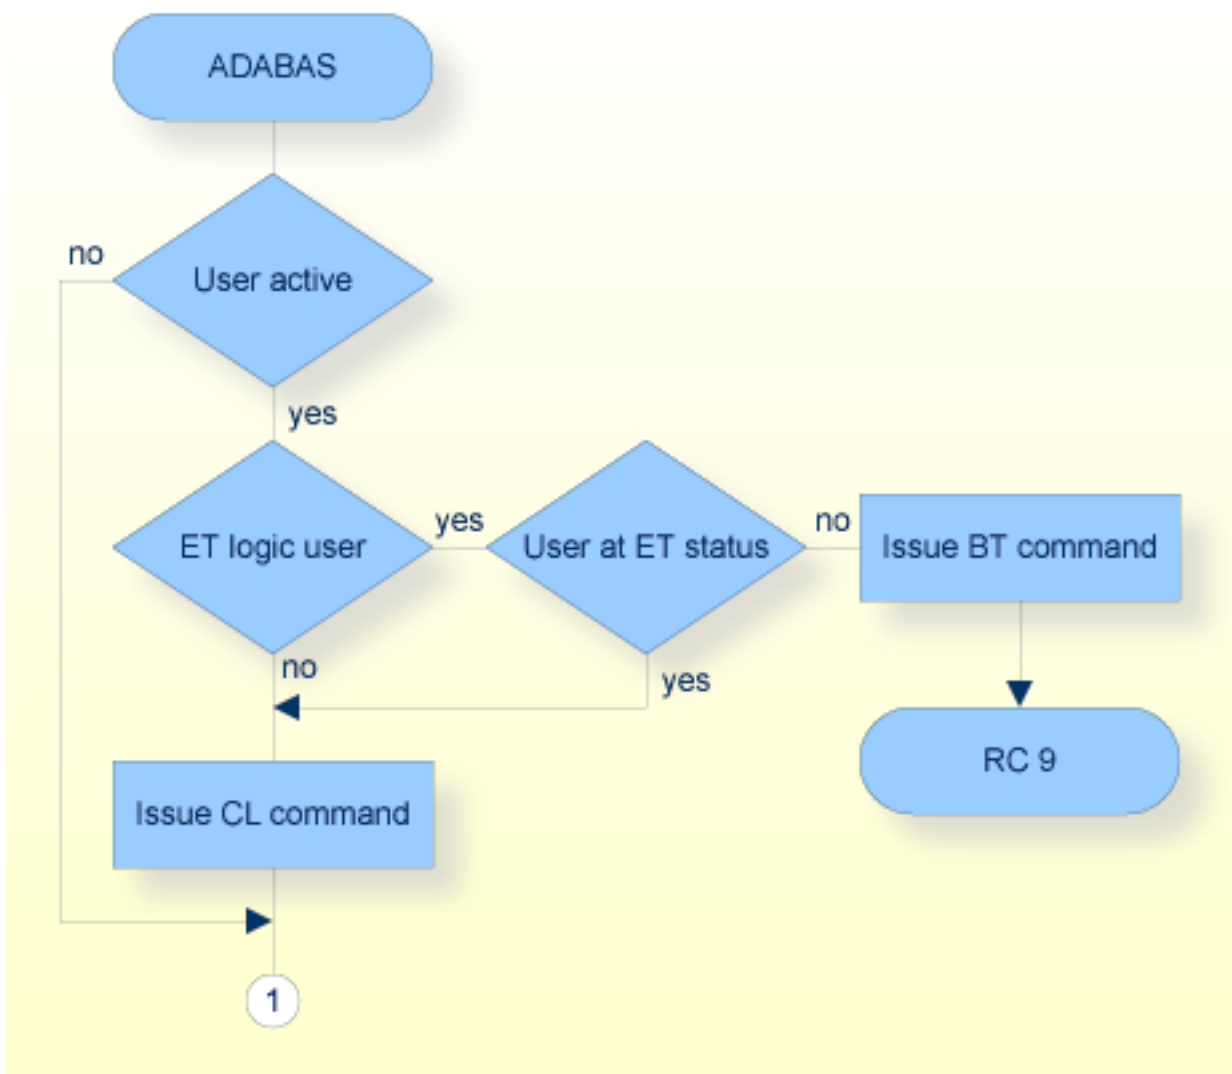 ADABAS
no
User active
yes
ET logic user
yes
User at ET status
no
Issue BT command
no
yes
RC 9
Issue CL command
1